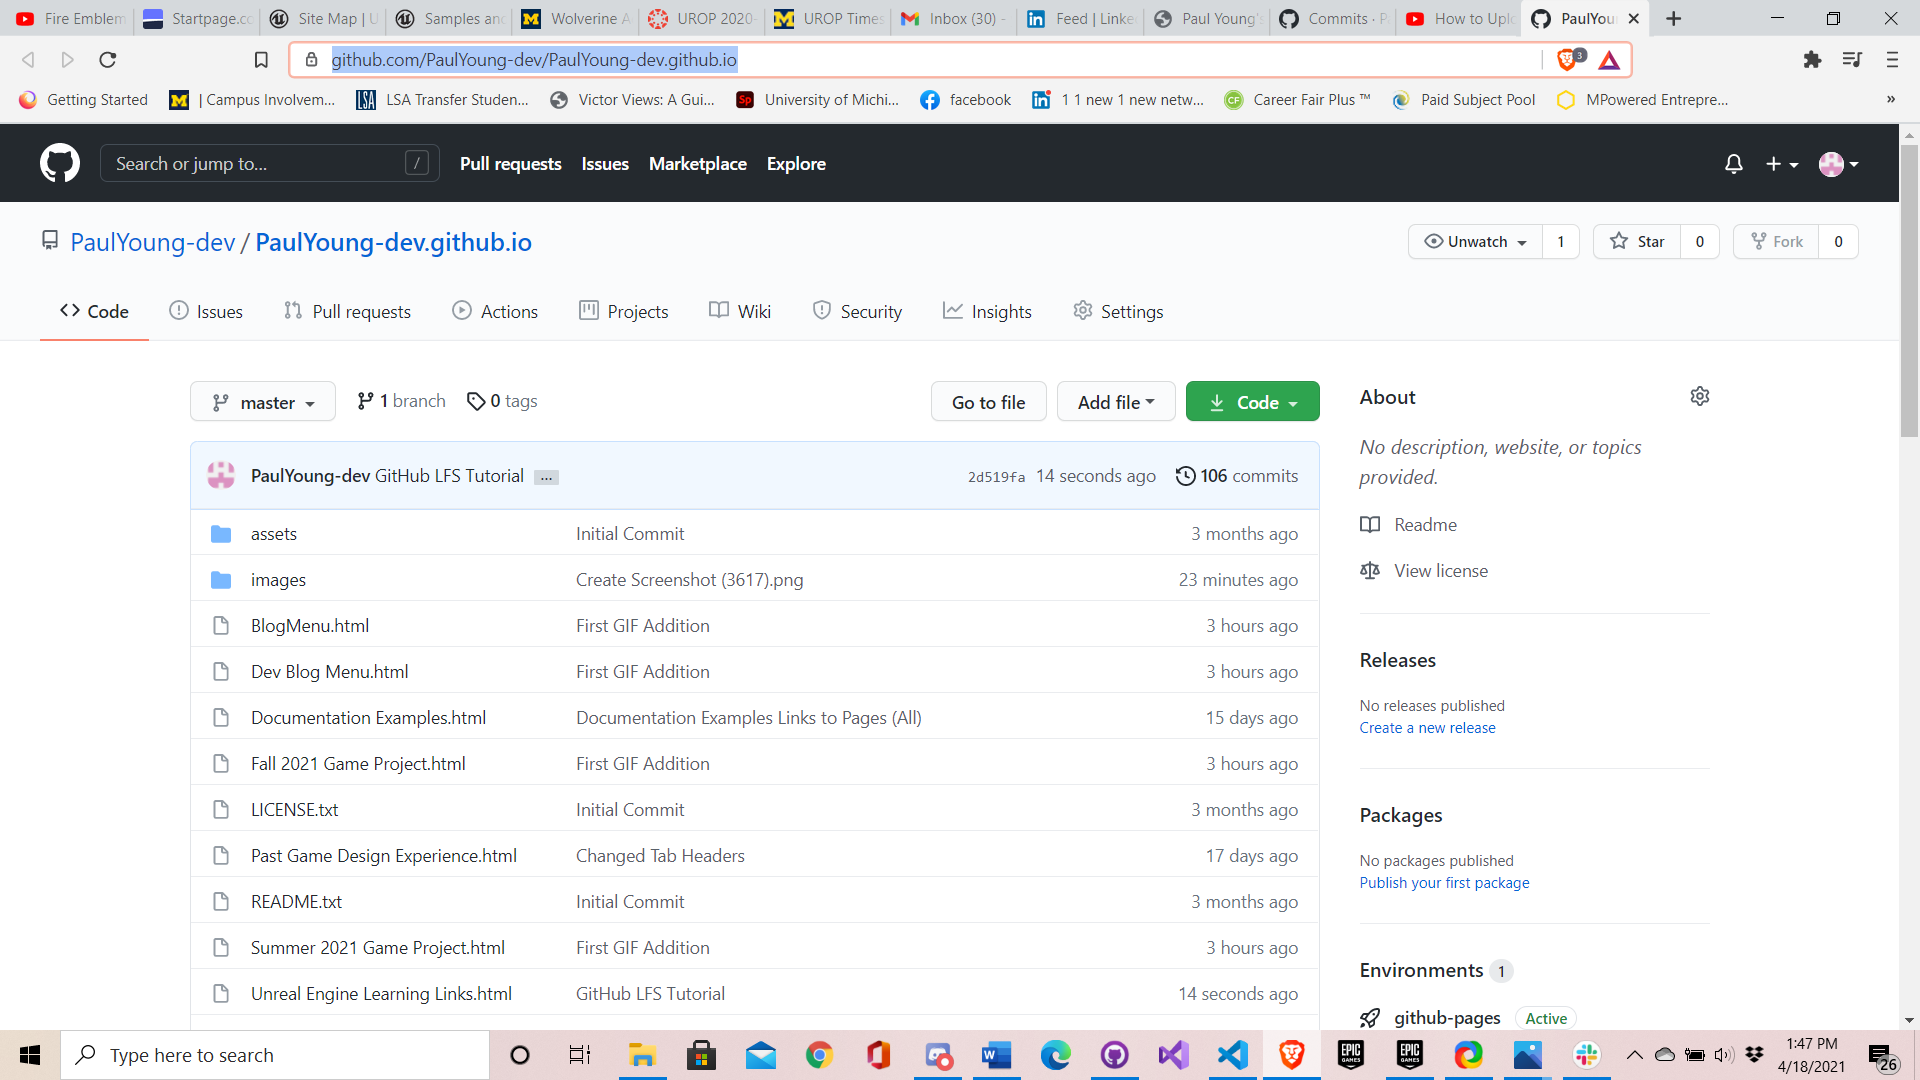 Fire Emblem
Startpage.co
Site Map | U
Samples and
Wolverine A
UROP 2020-
UROP Times
Inbox (30) -
Feed | Linke
Paul Young's
Commits · P
How to Uplo
PaulYou
github.com/PaulYoung-dev/PaulYoung-dev.github.io
3
Getting Started
| Campus Involvem...
LSA Transfer Studen...
Victor Views: A Gui...
University of Michi...
facebook
1 1 new 1 new netw...
Career Fair Plus ™
Paid Subject Pool
MPowered Entrepre...
»
Search or jump to...
/
Pull requests
Issues
Marketplace
Explore
PaulYoung-dev / PaulYoung-dev.github.io
Unwatch
1
Star
0
Fork
0
Code
Issues
Pull requests
Actions
Projects
Wiki
Security
Insights
Settings
master
1 branch
0 tags
Go to file
Add file
Code
About
No description, website, or topics
provided.
Readme
View license
PaulYoung-dev GitHub LFS Tutorial ...
2d519fa 14 seconds ago
106 commits
assets Initial Commit 3 months ago
images Create Screenshot (3617).png 23 minutes ago
BlogMenu.html First GIF Addition 3 hours ago
Dev Blog Menu.html First GIF Addition 3 hours ago
Documentation Examples.html Documentation Examples Links to Pages (All) 15 days ago
Fall 2021 Game Project.html First GIF Addition 3 hours ago
LICENSE.txt Initial Commit 3 months ago
Past Game Design Experience.html Changed Tab Headers 17 days ago
README.txt Initial Commit 3 months ago
Summer 2021 Game Project.html First GIF Addition 3 hours ago
Unreal Engine Learning Links.html GitHub LFS Tutorial 14 seconds ago
Releases
No releases published
Create a new release
Packages
No packages published
Publish your first package
Environments 1
github-pages Active
Type here to search
EPIC GAMES
EPIC GAMES
1:47 PM
4/18/2021
26